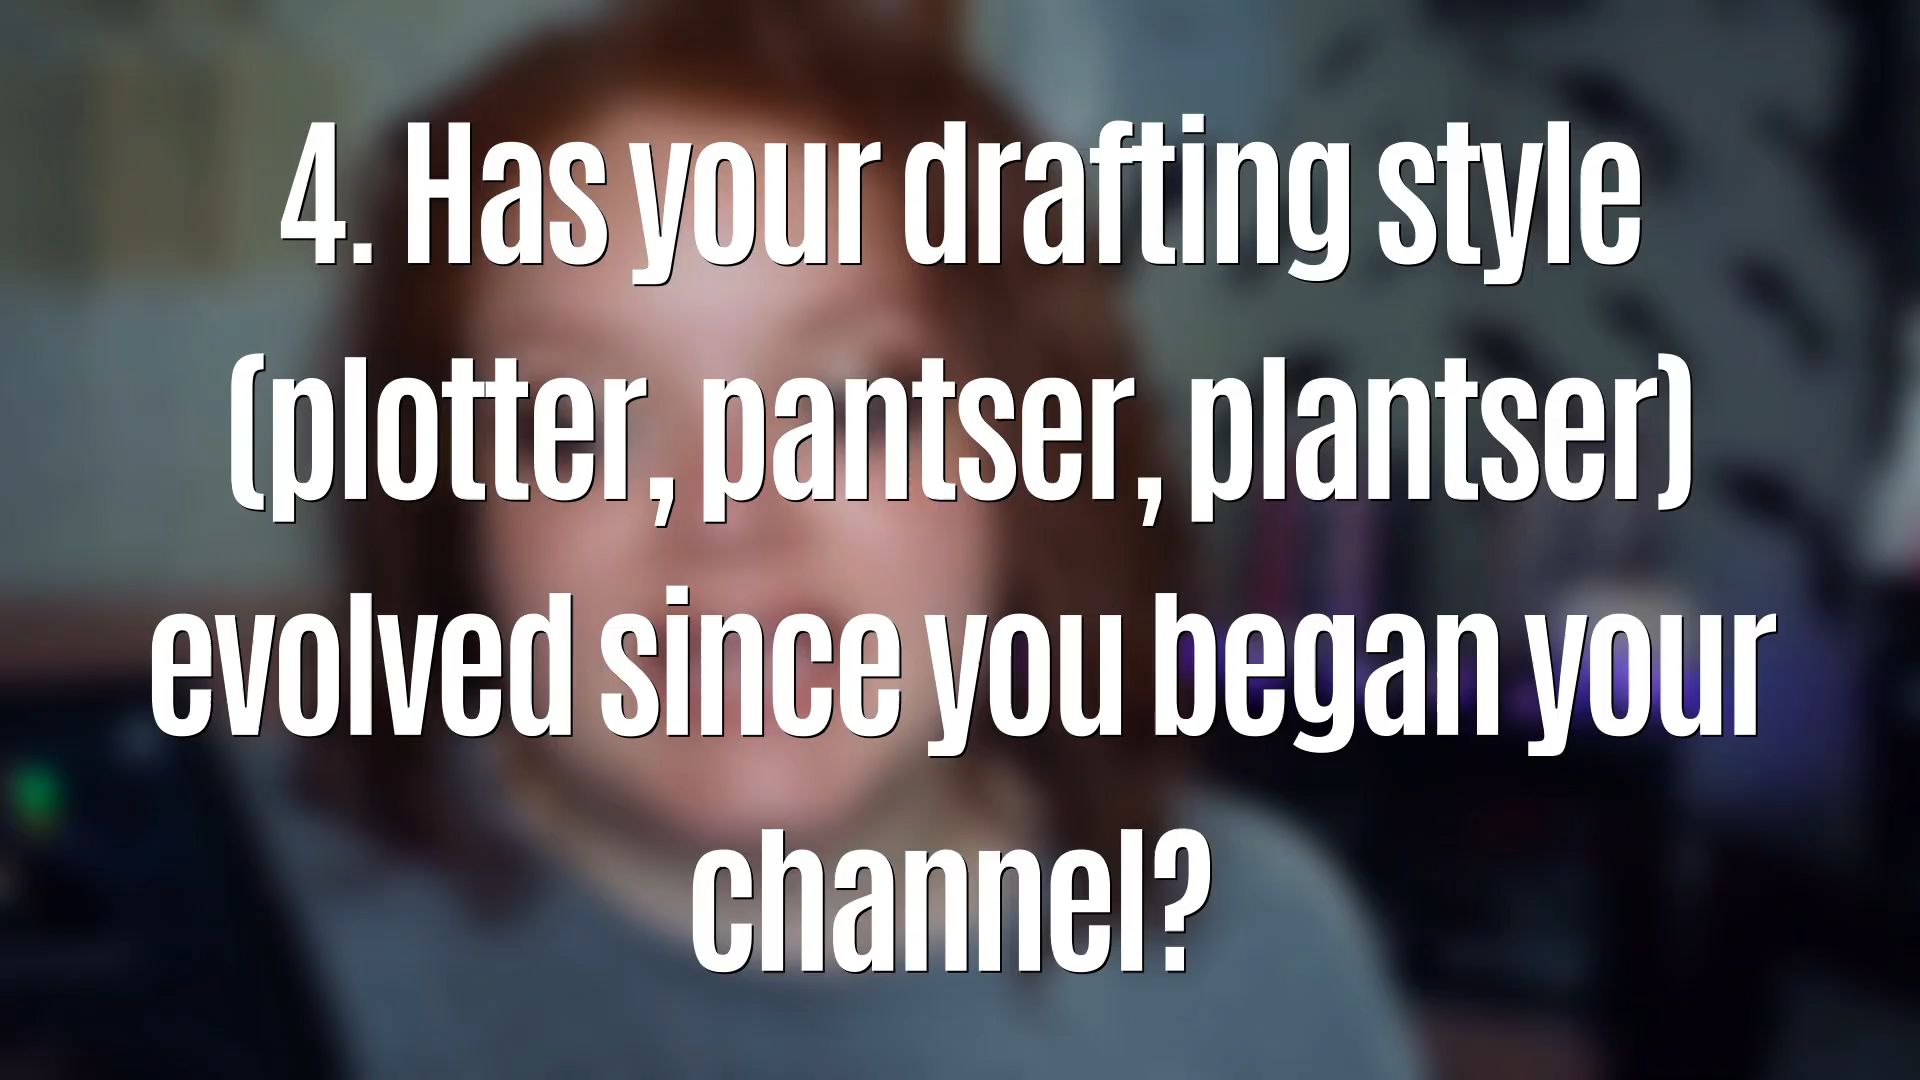 4. Has your drafting style
(plotter, pantser, plantser)
evolved since you began your
channel?